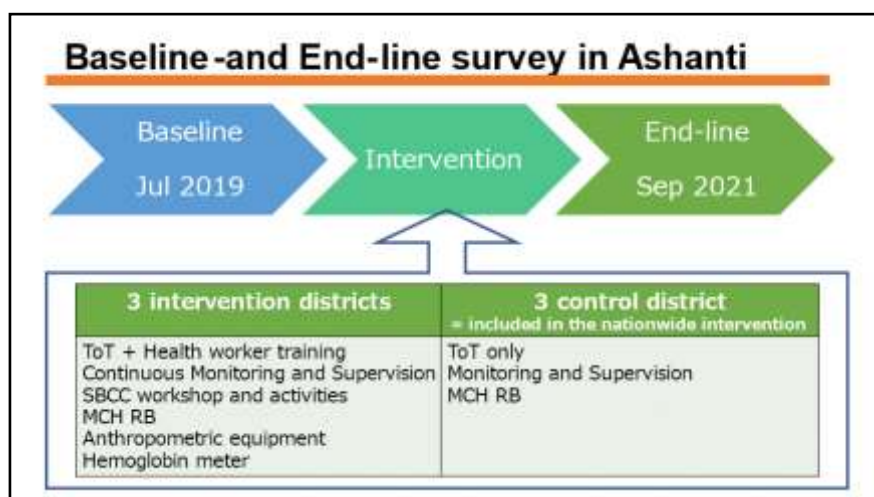 Baseline-and End-line survey in Ashanti
Baseline
Jul 2019
Intervention
End-line
Sep 2021
3 intervention districts
ToT + Health worker training
Continuous Monitoring and Supervision
SBCC workshop and activities
MCH RB
Anthropometric equipment
Hemoglobin meter
3 control district
= included in the nationwide intervention
ToT only
Monitoring and Supervision
MCH RB